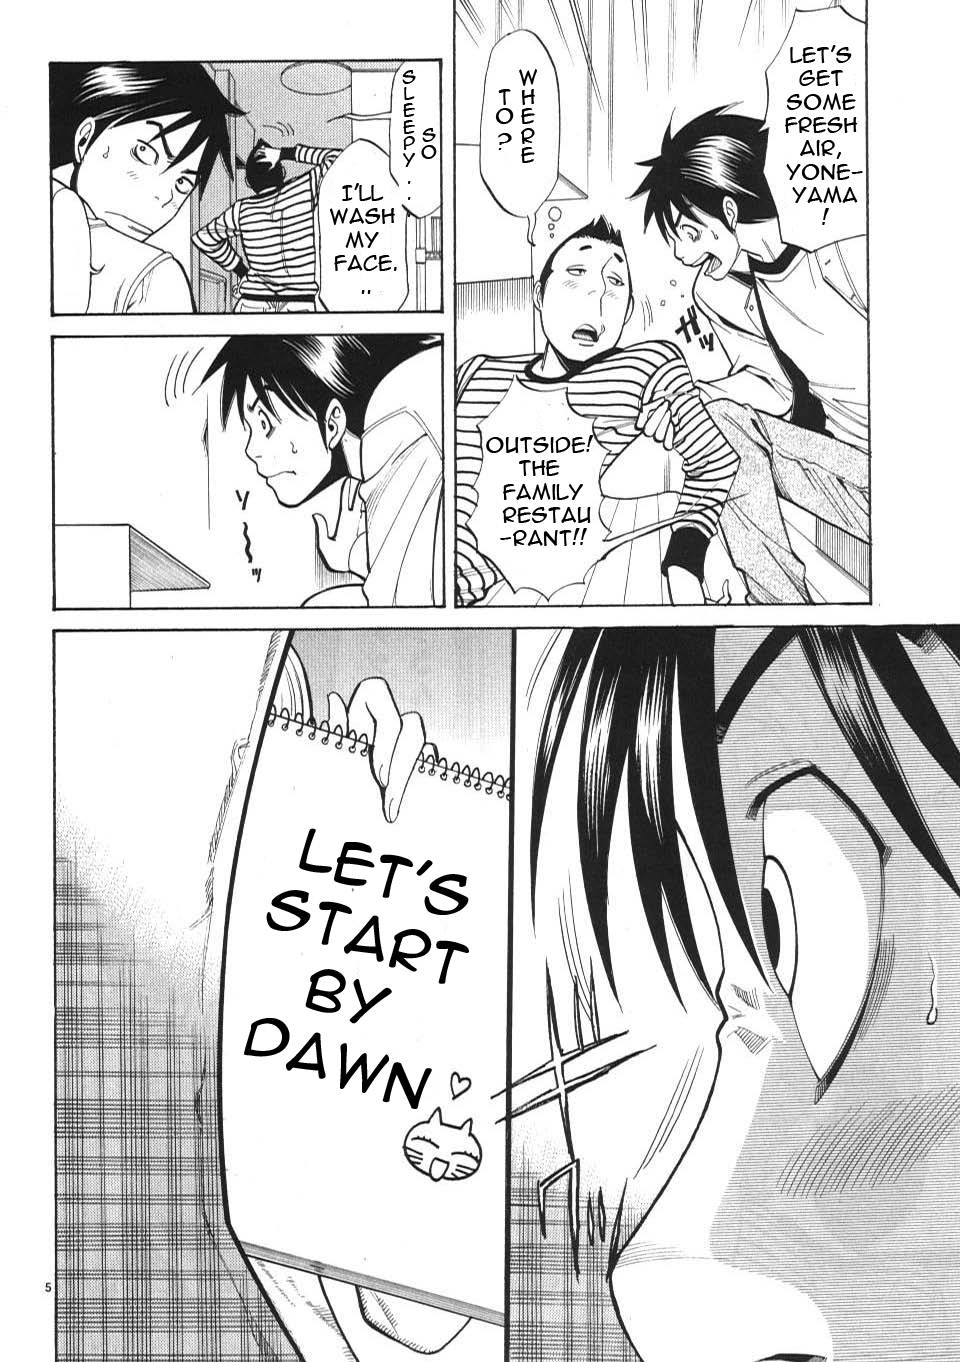 LET'S
GET
SOME
FRESH
AIR,
YONE-
YAMA
!
WHERE
TO?
ガッ
OUTSIDE!
THE
FAMILY
RESTAU
-RANT!!
SO
SLEEPY...
I'LL
WASH
MY
FACE.
..
ソ~ッ
LET'S
START
BY
DAWN
5